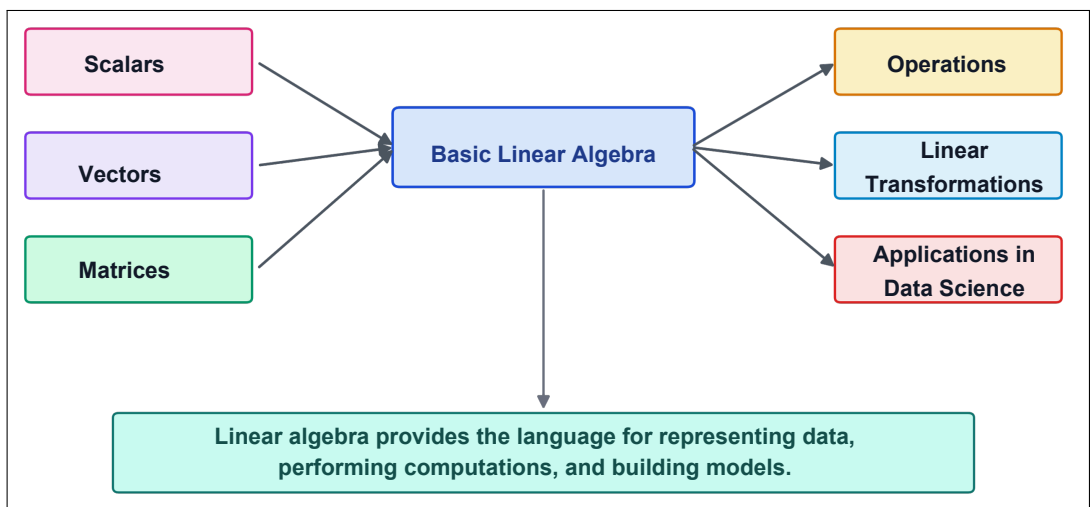 Scalars
Vectors
Matrices
Basic Linear Algebra
Operations
Linear
Transformations
Applications in
Data Science
Linear algebra provides the language for representing data,
performing computations, and building models.